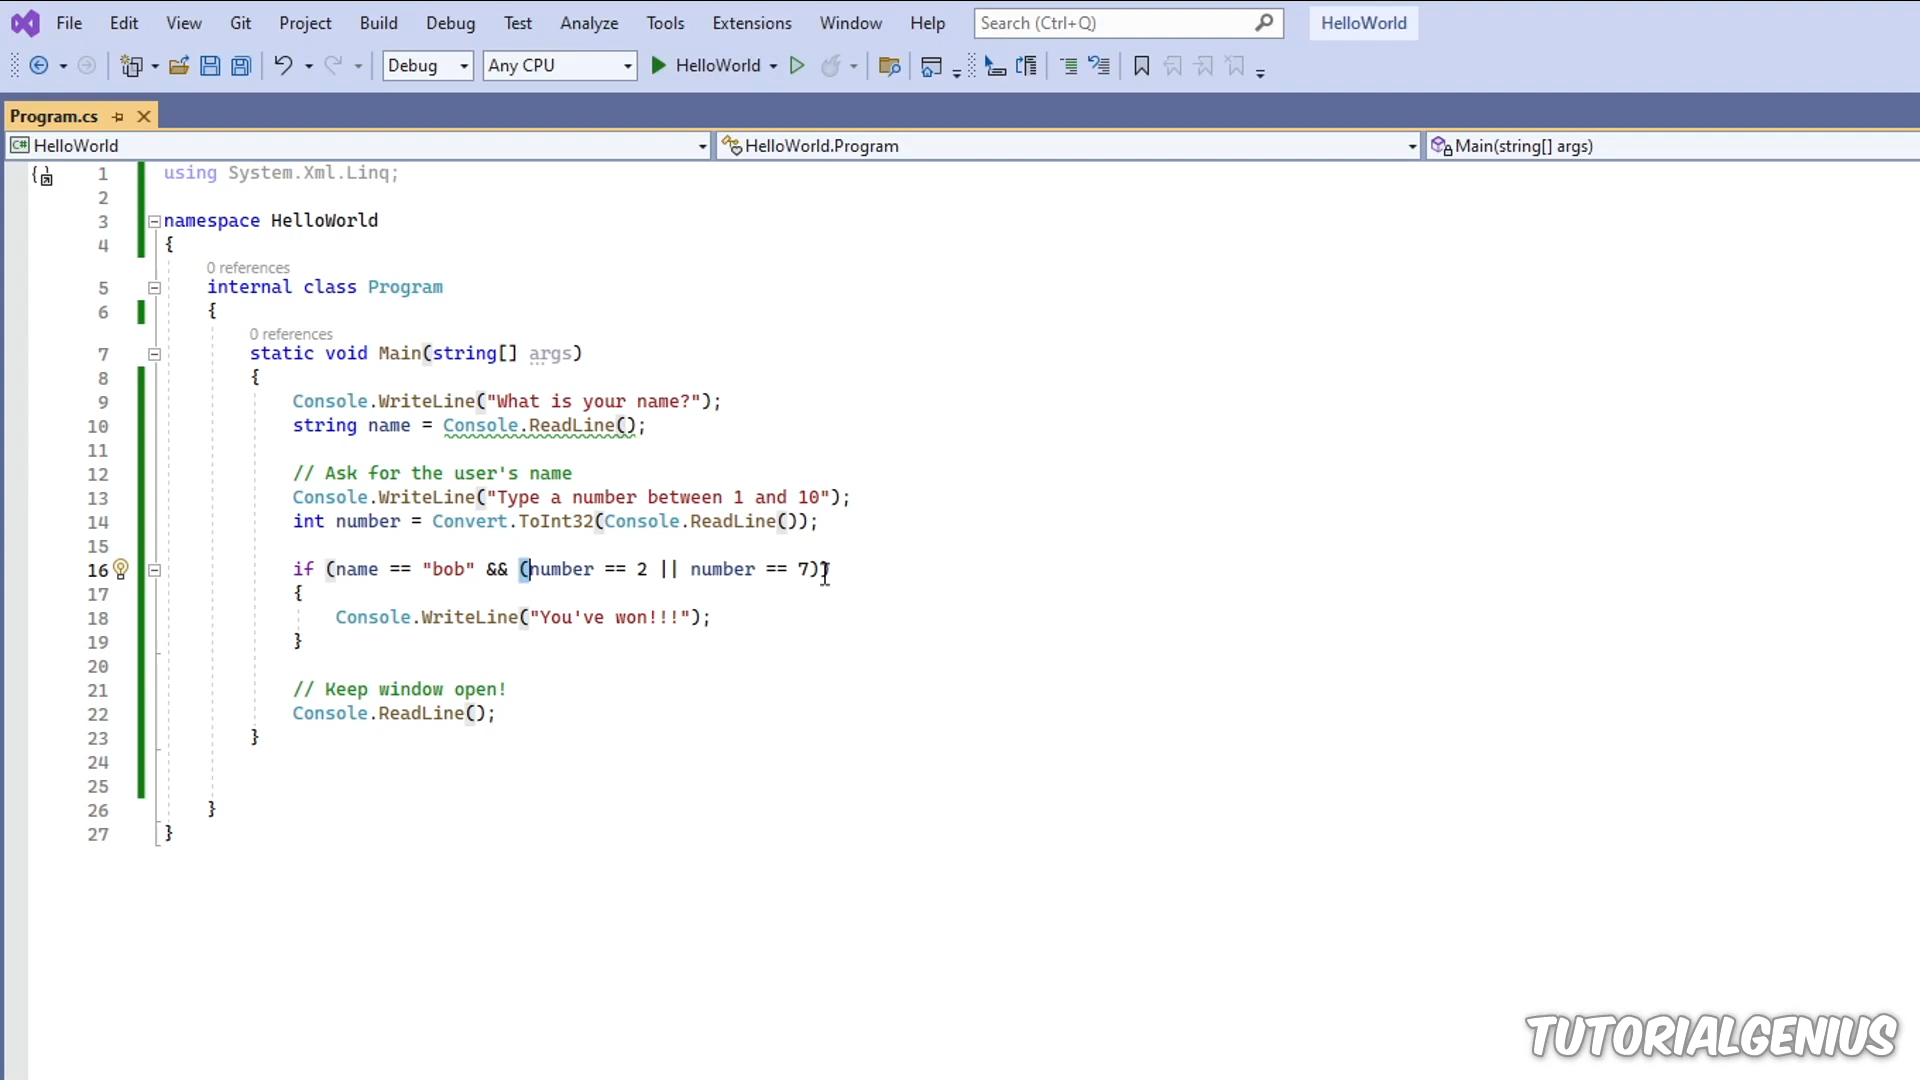 File Edit View Git Project Build Debug Test Analyze Tools Extensions Window Help Search (Ctrl+Q) HelloWorld
Debug Any CPU HelloWorld
Program.cs
C# HelloWorld HelloWorld.Program Main(string[] args)
1 using System.Xml.Linq;
2
3 namespace HelloWorld
4 {
0 references
5 internal class Program
6 {
0 references
7 static void Main(string[] args)
8 {
9 Console.WriteLine("What is your name?");
10 string name = Console.ReadLine();
11
12 // Ask for the user's name
13 Console.WriteLine("Type a number between 1 and 10");
14 int number = Convert.ToInt32(Console.ReadLine());
15
16 if (name == "bob" && (number == 2 || number == 7))
17 {
18 Console.WriteLine("You've won!!!");
19 }
20
21 // Keep window open!
22 Console.ReadLine();
23 }
24
25
26 }
27 }
TUTORIALGENIUS